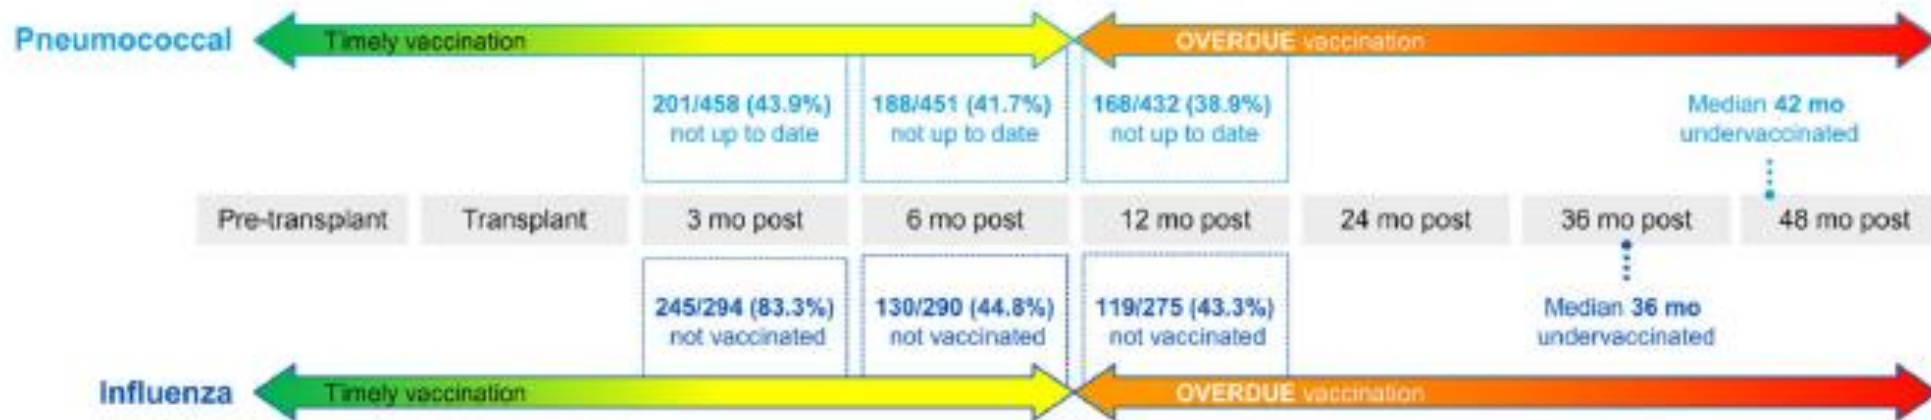 Pneumococcal
Timely vaccination
OVERDUE vaccination
201/458 (43.9%)
not up to date
188/451 (41.7%)
not up to date
168/432 (38.9%)
not up to date
Median 42 mo
undervaccinated
Pre-transplant
Transplant
3 mo post
6 mo post
12 mo post
24 mo post
36 mo post
48 mo post
245/294 (83.3%)
not vaccinated
130/290 (44.8%)
not vaccinated
119/275 (43.3%)
not vaccinated
Median 36 mo
undervaccinated
Influenza
Timely vaccination
OVERDUE vaccination